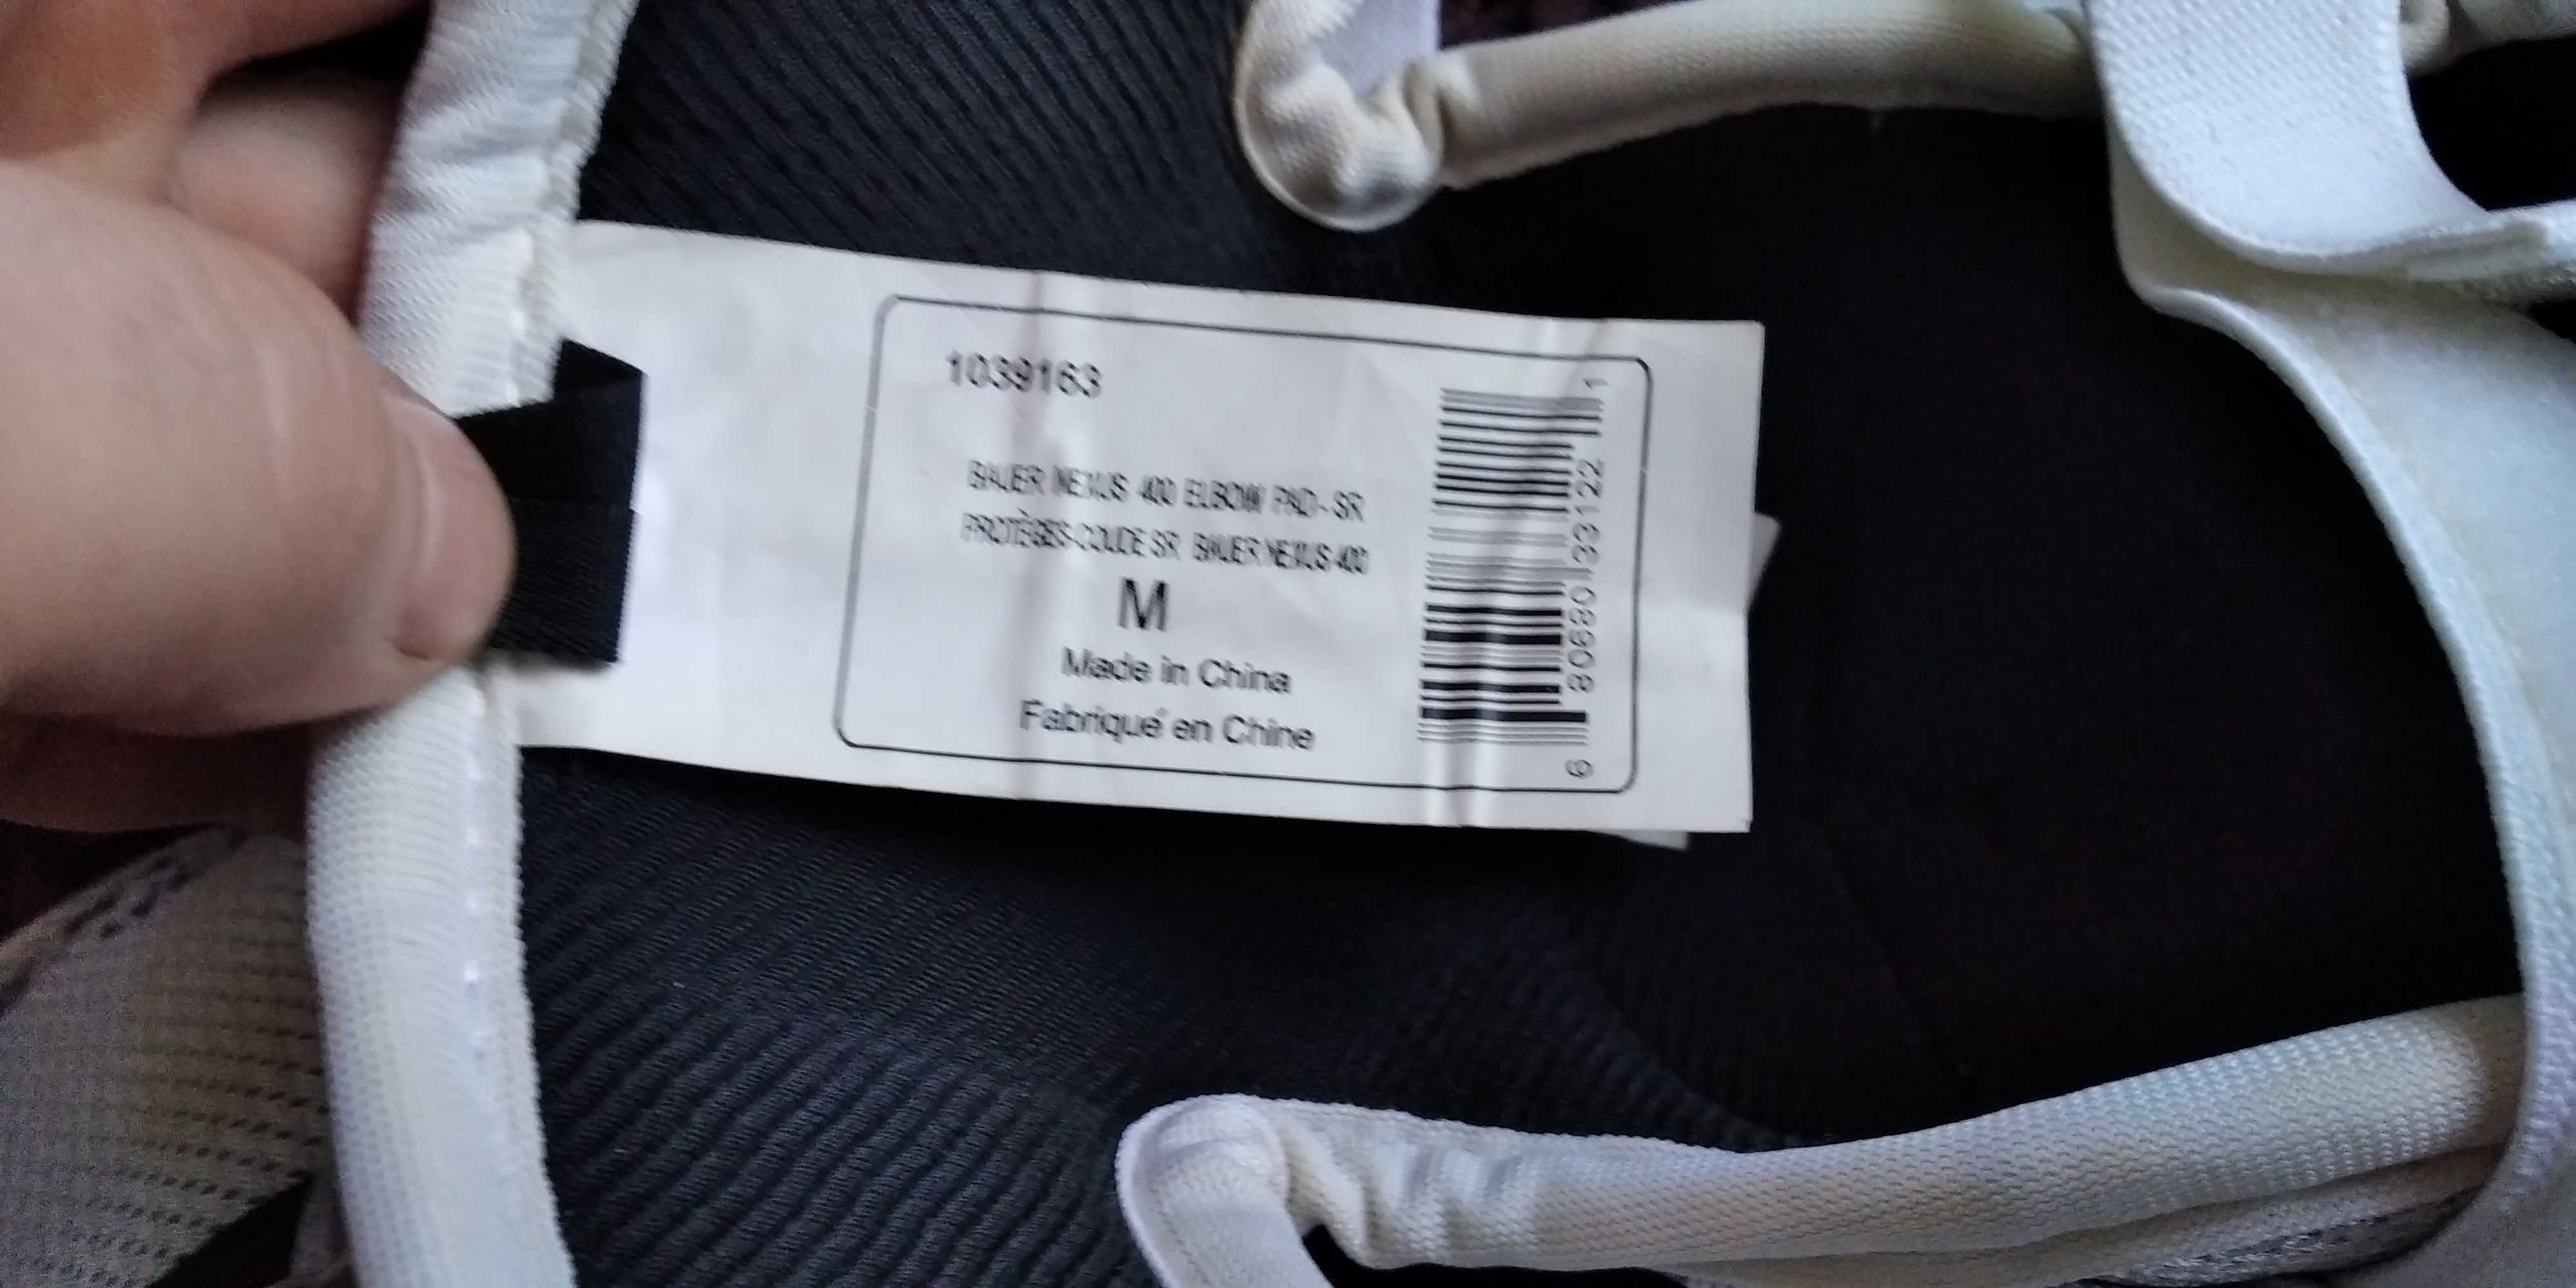 1039163
BAUER NEXUS 400 ELBOW PAD - SR
PROTÈGES-COUDE SR BAUER NEXUS 400
M
Made in China
Fabriqué en Chine
6 80680 33122 1